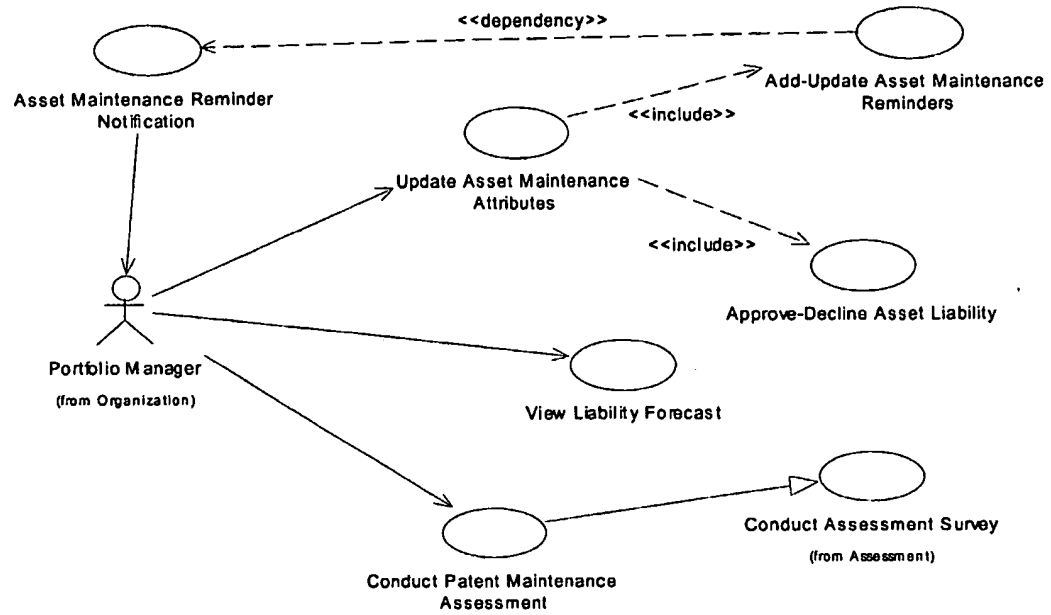 <<dependency>>
Asset Maintenance Reminder
Notification
Add-Update Asset Maintenance
Reminders
<<include>>
Update Asset Maintenance
Attributes
<<include>>
Approve-Decline Asset Liability
Portfolio Manager
(from Organization)
View Liability Forecast
Conduct Assessment Survey
(from Assessment)
Conduct Patent Maintenance
Assessment